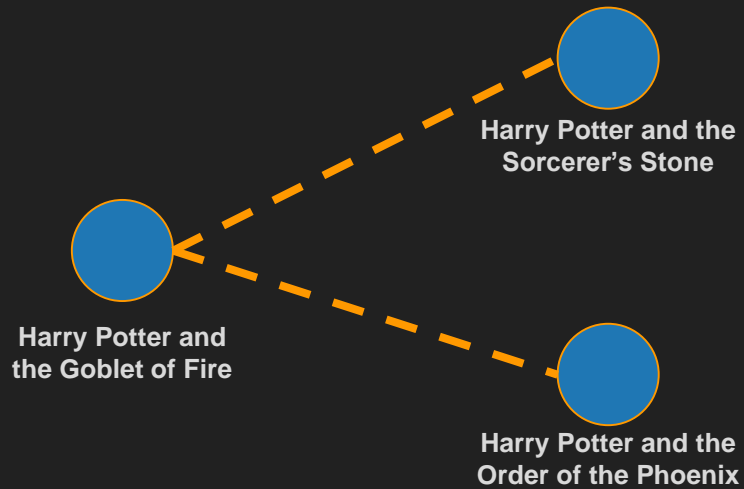 Harry Potter and the
Sorcerer’s Stone
Harry Potter and
the Goblet of Fire
Harry Potter and the
Order of the Phoenix